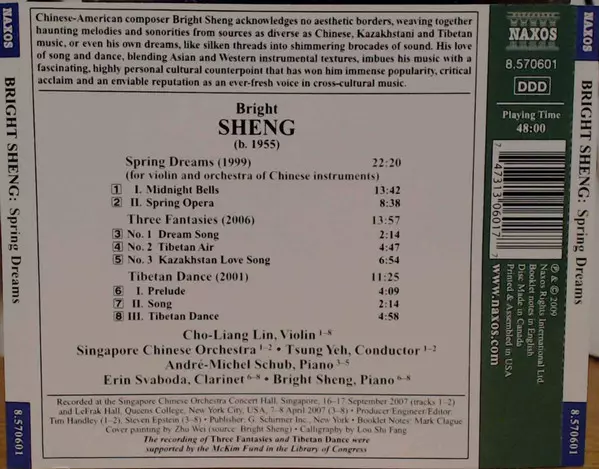 NAXOS
BRIGHT SHENG: Spring Dreams
8.570601
Chinese-American composer Bright Sheng acknowledges no aesthetic borders, weaving together
haunting melodies and sonorities from sources as diverse as Chinese, Kazakhstani and Tibetan
music, or even his own dreams, like silken threads into shimmering brocades of sound. His love
of song and dance, blending Asian and Western instrumental textures, imbues his music with a
fascinating, highly personal cultural counterpoint that has won him immense popularity, critical
acclaim and an enviable reputation as an ever-fresh voice in cross-cultural music.
Bright
SHENG
(b. 1955)
Spring Dreams (1999) 22:20
(for violin and orchestra of Chinese instruments)
1 I. Midnight Bells 13:42
2 II. Spring Opera 8:38
Three Fantasies (2006) 13:57
3 No. 1 Dream Song 2:14
4 No. 2 Tibetan Air 4:47
5 No. 3 Kazakhstan Love Song 6:54
Tibetan Dance (2001) 11:25
6 I. Prelude 4:09
7 II. Song 2:14
8 III. Tibetan Dance 4:58
Cho-Liang Lin, Violin 1-8
Singapore Chinese Orchestra 1-2 • Tsung Yeh, Conductor 1-2
André-Michel Schub, Piano 3-5
Erin Svaboda, Clarinet 6-8 • Bright Sheng, Piano 6-8
Recorded at the Singapore Chinese Orchestra Concert Hall, Singapore, 16-17 September 2007 (tracks 1-2)
and LeFrak Hall, Queens College, New York City, USA, 7-8 April 2007 (3-8) • Producer/Engineer/Editor:
Tim Handley (1-2), Steven Epstein (3-8) • Publisher: G. Schirmer Inc., New York • Booklet Notes: Mark Clague
Cover painting by Zhu Wei (source: Bright Sheng) • Calligraphy by Lou Shi Fang
The recording of Three Fantasies and Tibetan Dance were
supported by the McKim Fund in the Library of Congress
NAXOS
8.570601
DDD
Playing Time
48:00
7 47313 06017 7
℗ & © 2009
Naxos Rights International Ltd.
Booklet notes in English
Disc Made in Canada
Printed & Assembled in USA
www.naxos.com
NAXOS
BRIGHT SHENG: Spring Dreams
8.570601